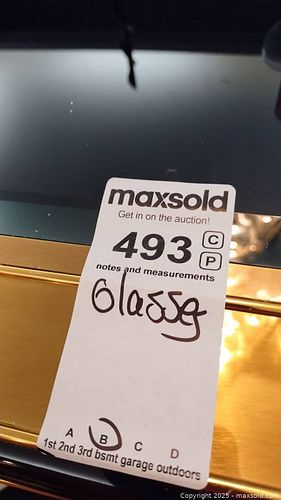 maxsold
Get in on the auction!
493 C
P
notes and measurements
Glasses
A B C D
1st 2nd 3rd bsmt garage outdoors
Copyright 2025 - maxsold.com